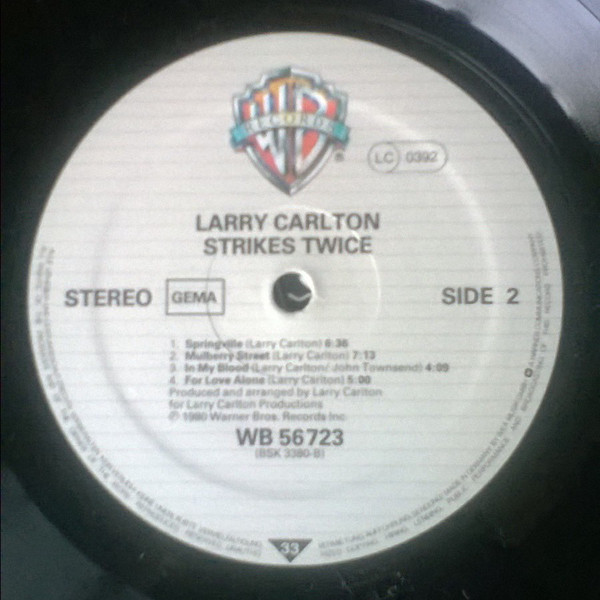 WB
RECORDS
®
LC 0392
LARRY CARLTON
STRIKES TWICE
STEREO GEMA SIDE 2
1. Springville (Larry Carlton) 6:36
2. Mulberry Street (Larry Carlton) 7:13
3. In My Blood (Larry Carlton/ John Townsend) 4:09
4. For Love Alone (Larry Carlton) 5:00
Produced and arranged by Larry Carlton
for Larry Carlton Productions
℗ 1980 Warner Bros. Records Inc.
WB 56723
(BSK 3380-B)
33